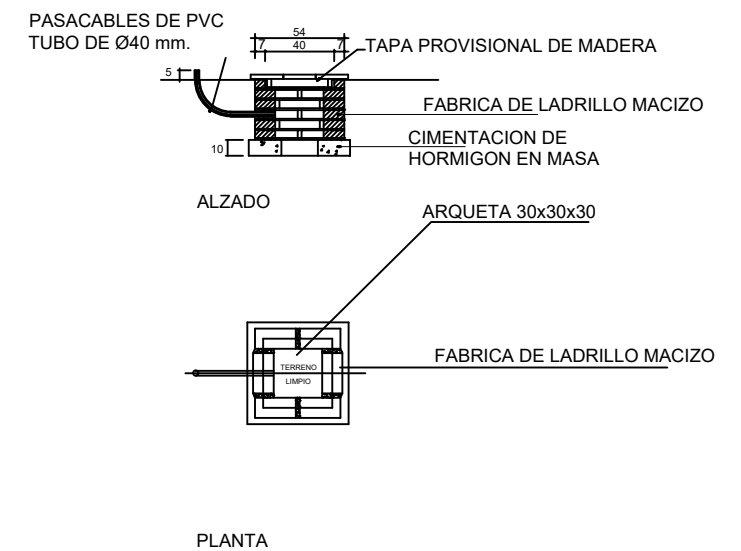 PASACABLES DE PVC
TUBO DE Ø40 mm.
54
7 40 7
TAPA PROVISIONAL DE MADERA
5
FABRICA DE LADRILLO MACIZO
CIMENTACION DE
HORMIGON EN MASA
10
ALZADO
ARQUETA 30x30x30
FABRICA DE LADRILLO MACIZO
TERRENO
LIMPIO
PLANTA